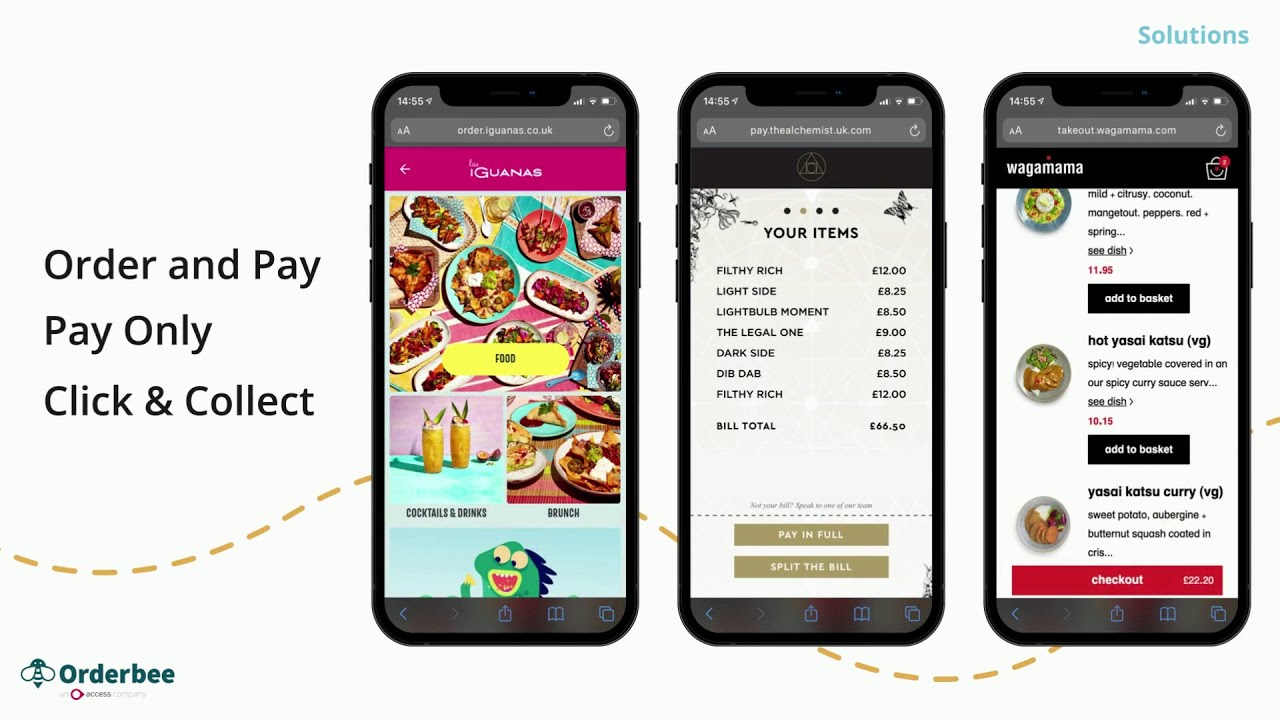 Solutions
Order and Pay
Pay Only
Click & Collect
14:55
AA order.iguanas.co.uk
las
iGUANAS
FOOD
COCKTAILS & DRINKS
BRUNCH
14:55
AA pay.thealchemist.uk.com
YOUR ITEMS
FILTHY RICH £12.00
LIGHT SIDE £8.25
LIGHTBULB MOMENT £8.50
THE LEGAL ONE £9.00
DARK SIDE £8.25
DIB DAB £8.50
FILTHY RICH £12.00
BILL TOTAL £66.50
Not your bill? Speak to one of our team
PAY IN FULL
SPLIT THE BILL
14:55
AA takeout.wagamama.com
wagamama
2
mild + citrusy. coconut.
mangetout. peppers. red +
spring...
see dish
11.95
add to basket
hot yasai katsu (vg)
spicy! vegetable covered in an
our spicy curry sauce serv...
see dish
10.15
add to basket
yasai katsu curry (vg)
sweet potato, aubergine +
butternut squash coated in
cris...
checkout £22.20
Orderbee
an access company